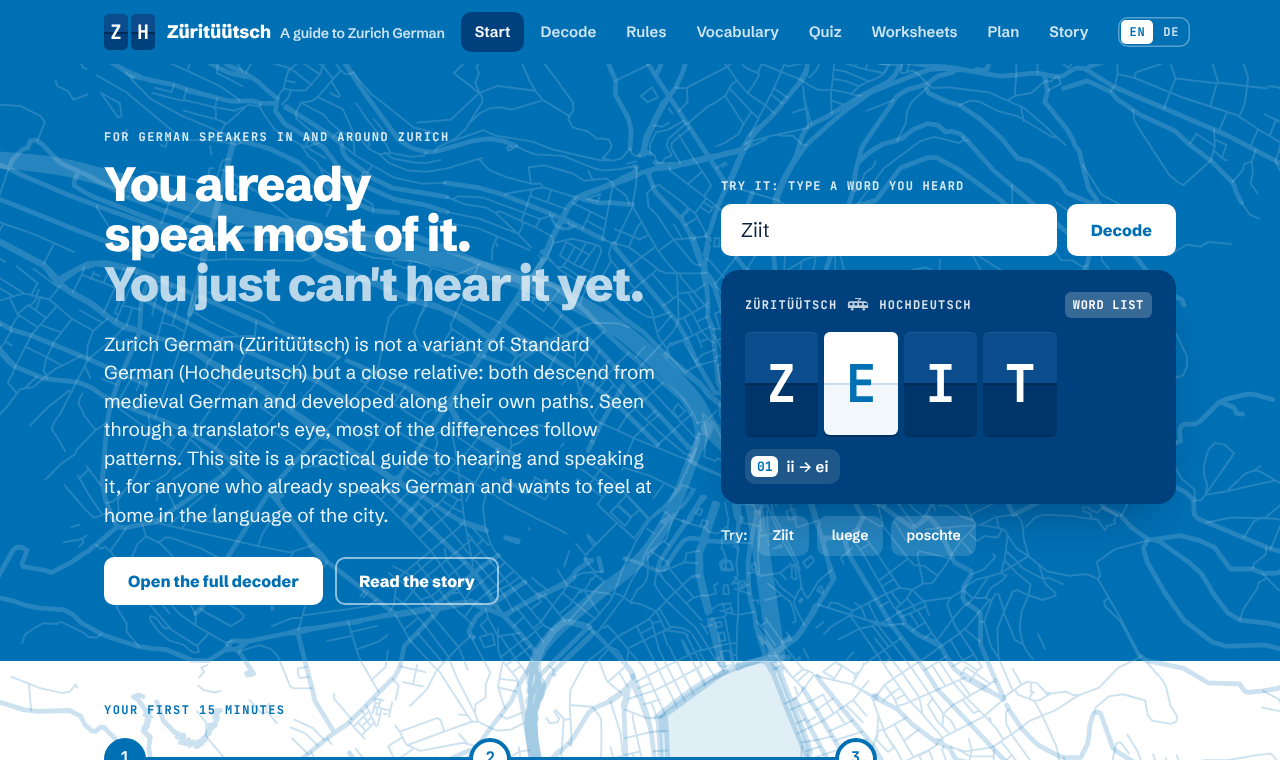 Z H Züritüütsch A guide to Zurich German Start Decode Rules Vocabulary Quiz Worksheets Plan Story EN DE
FOR GERMAN SPEAKERS IN AND AROUND ZURICH
You already
speak most of it.
You just can't hear it yet.
Zurich German (Züritüütsch) is not a variant of Standard
German (Hochdeutsch) but a close relative: both descend from
medieval German and developed along their own paths. Seen
through a translator's eye, most of the differences follow
patterns. This site is a practical guide to hearing and speaking
it, for anyone who already speaks German and wants to feel at
home in the language of the city.
Open the full decoder Read the story
TRY IT: TYPE A WORD YOU HEARD
Ziit Decode
ZÜRITÜÜTSCH HOCHDEUTSCH WORD LIST
Z E I T
01 ii → ei
Try: Ziit luege poschte
YOUR FIRST 15 MINUTES
1 2 3